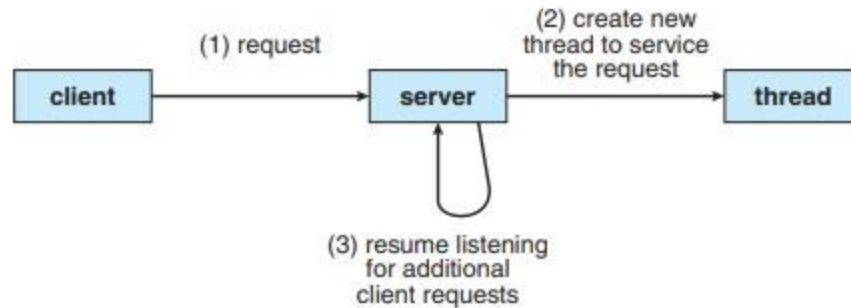 (1) request
(2) create new
thread to service
the request
client
server
thread
(3) resume listening
for additional
client requests